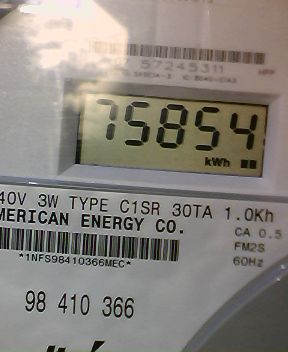 57245311
75854
kWh
40V 3W TYPE C1SR 30TA 1.0Kh
MERICAN ENERGY CO.
CA 0.5
FM2S
60Hz
*1NFS98410366MEC*
98 410 366